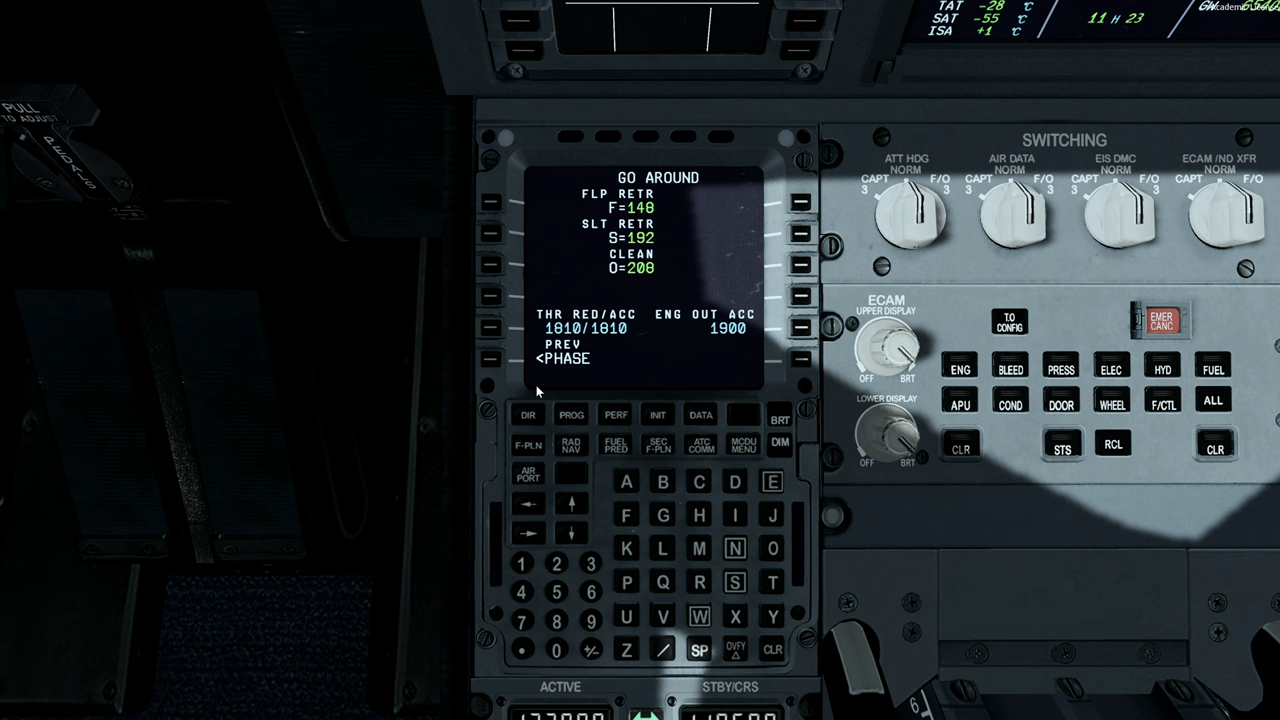 TAT -28 °C
SAT -55 °C
ISA +1 °C
11 H 23
PULL
TO ADJUST
PEDALS
GO AROUND
FLP RETR
F=148
SLT RETR
S=192
CLEAN
O=208
THR RED/ACC ENG OUT ACC
1810/1810 1900
PREV
<PHASE
DIR PROG PERF INIT DATA BRT
F-PLN RAD NAV FUEL PRED SEC F-PLN ATC COMM MCDU MENU DIM
AIR PORT
← ↑
→ ↓
A B C D E
F G H I J
K L M N O
P Q R S T
U V W X Y
Z / SP OVFY △ CLR
1 2 3
4 5 6
7 8 9
. 0 +/-
ACTIVE STBY/CRS
SWITCHING
ATT HDG AIR DATA EIS DMC ECAM /ND XFR
NORM NORM NORM NORM
CAPT F/O CAPT F/O CAPT F/O CAPT F/O
3 3 3 3 3 3
ECAM
UPPER DISPLAY
OFF BRT
LOWER DISPLAY
OFF BRT
T.O CONFIG
EMER CANC
ENG BLEED PRESS ELEC HYD FUEL
APU COND DOOR WHEEL F/CTL ALL
CLR STS RCL CLR